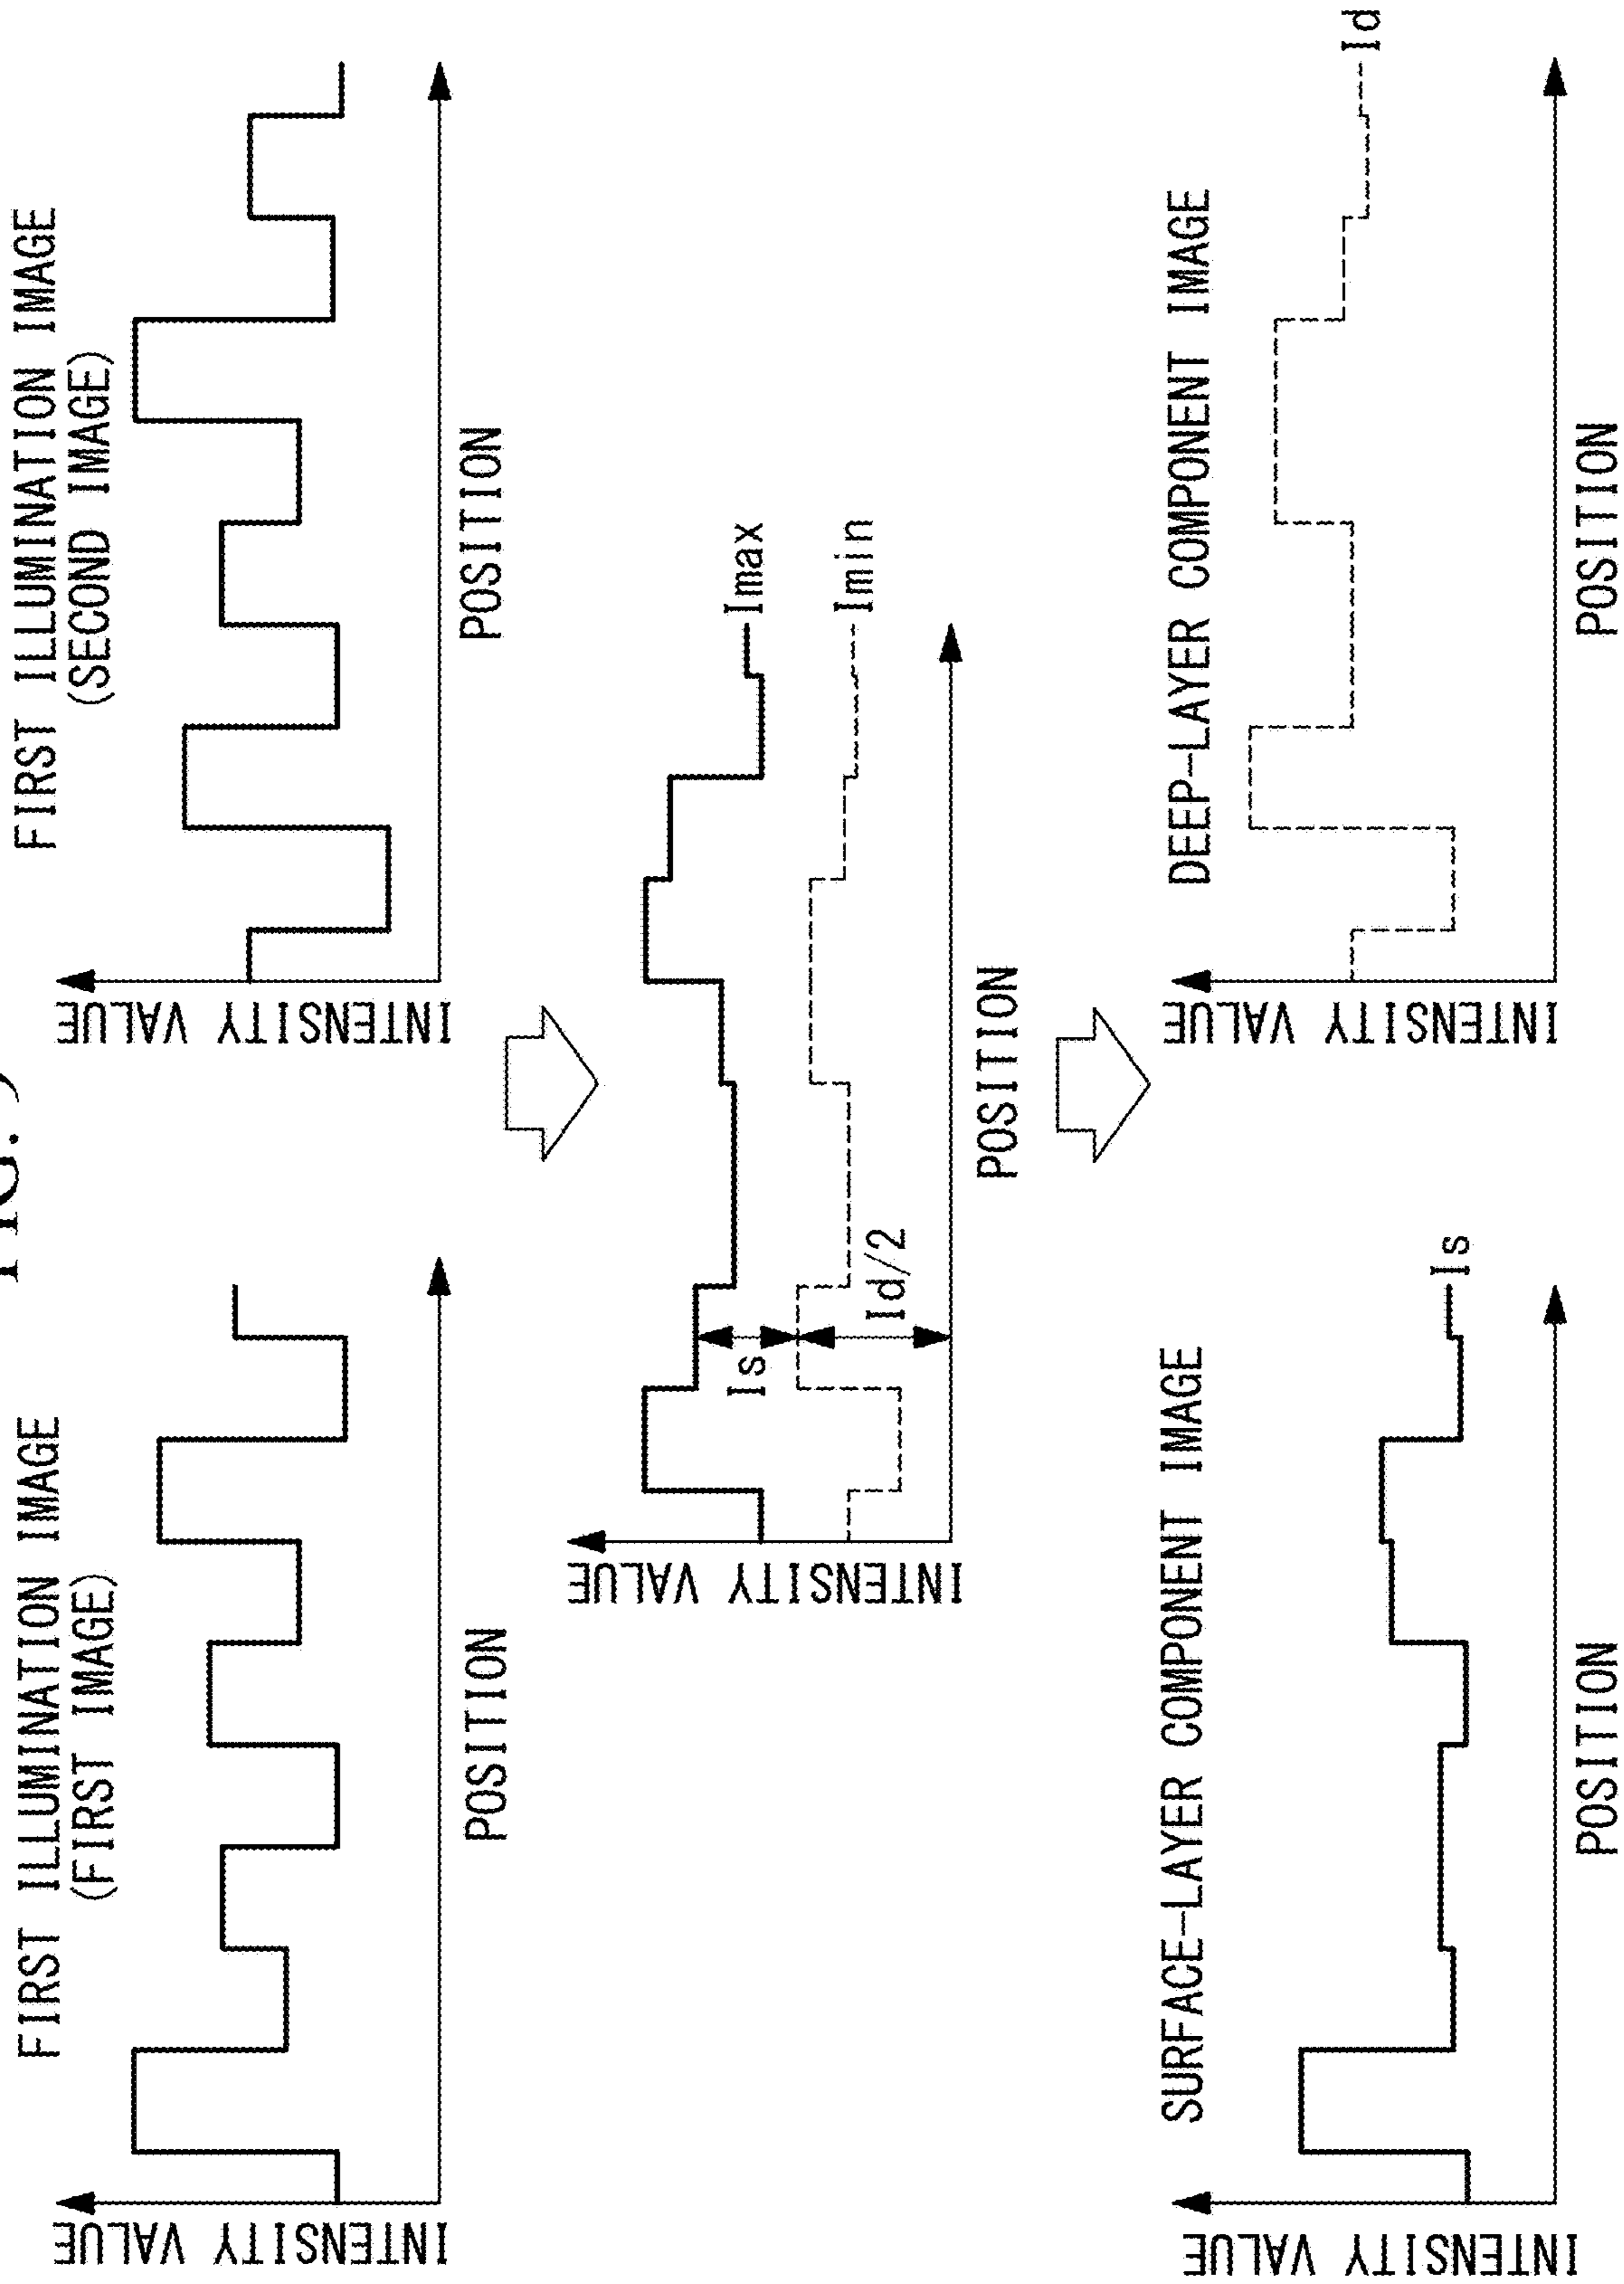 FIRST ILLUMINATION IMAGE
(FIRST IMAGE)
INTENSITY VALUE
POSITION
FIRST ILLUMINATION IMAGE
(SECOND IMAGE)
INTENSITY VALUE
POSITION
INTENSITY VALUE
Imax
Imin
Is
Id/2
POSITION
SURFACE-LAYER COMPONENT IMAGE
INTENSITY VALUE
Is
POSITION
DEEP-LAYER COMPONENT IMAGE
INTENSITY VALUE
Id
POSITION